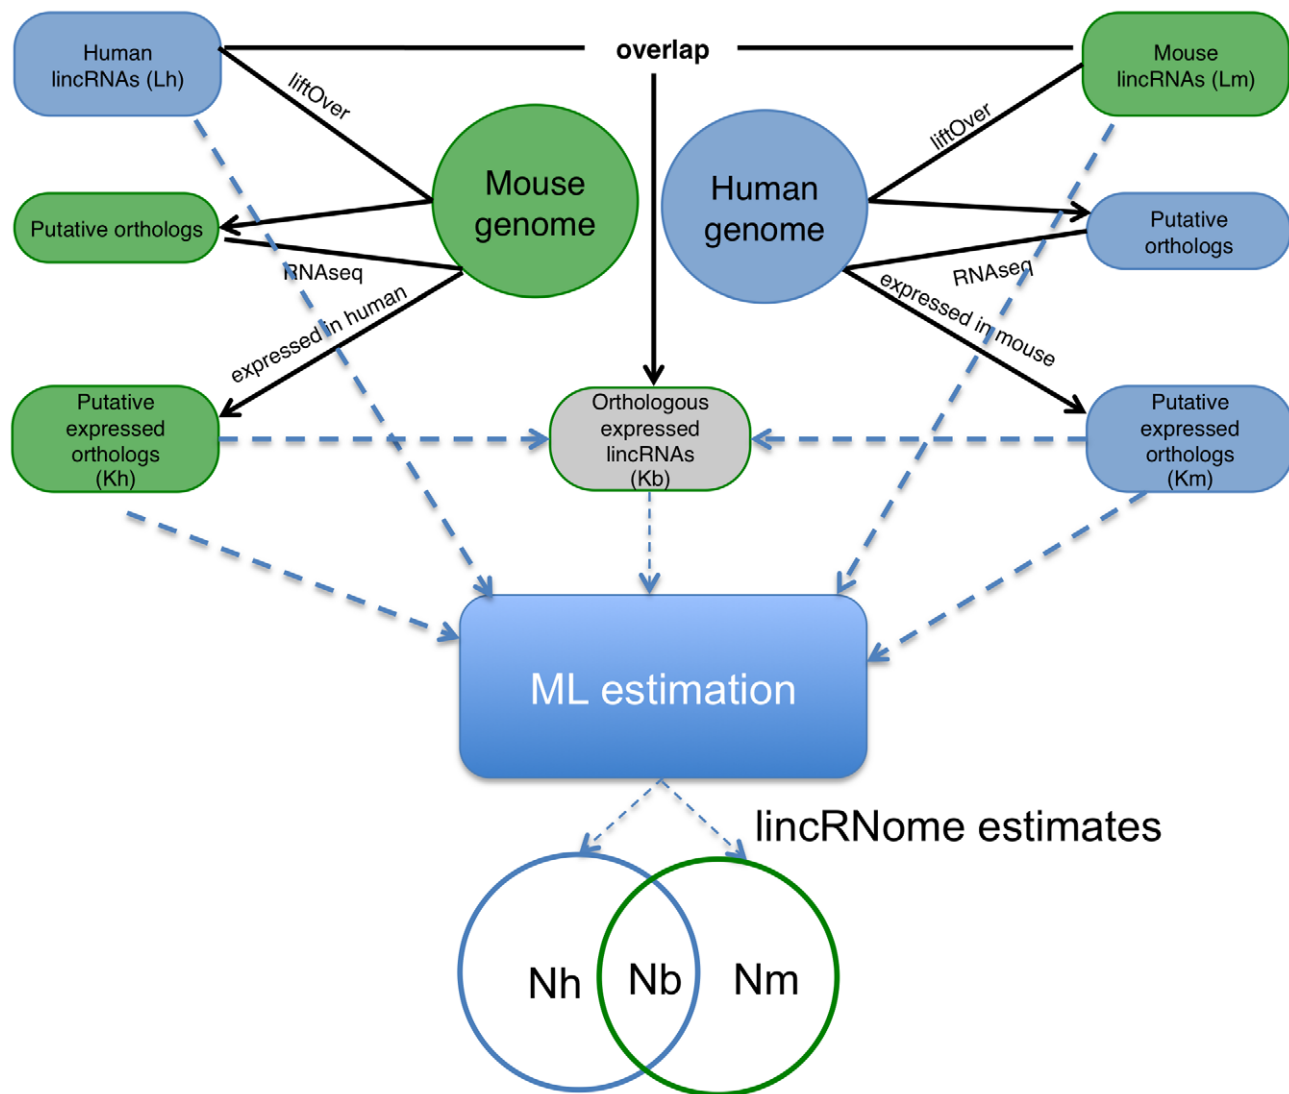 Human
lincRNAs (Lh)
overlap
Mouse
lincRNAs (Lm)
liftOver
liftOver
Mouse
genome
Human
genome
Putative orthologs
Putative
orthologs
RNAseq
RNAseq
expressed in human
expressed in mouse
Putative
expressed
orthologs
(Kh)
Orthologous
expressed
lincRNAs
(Kb)
Putative
expressed
orthologs
(Km)
ML estimation
lincRNome estimates
Nh
Nb
Nm